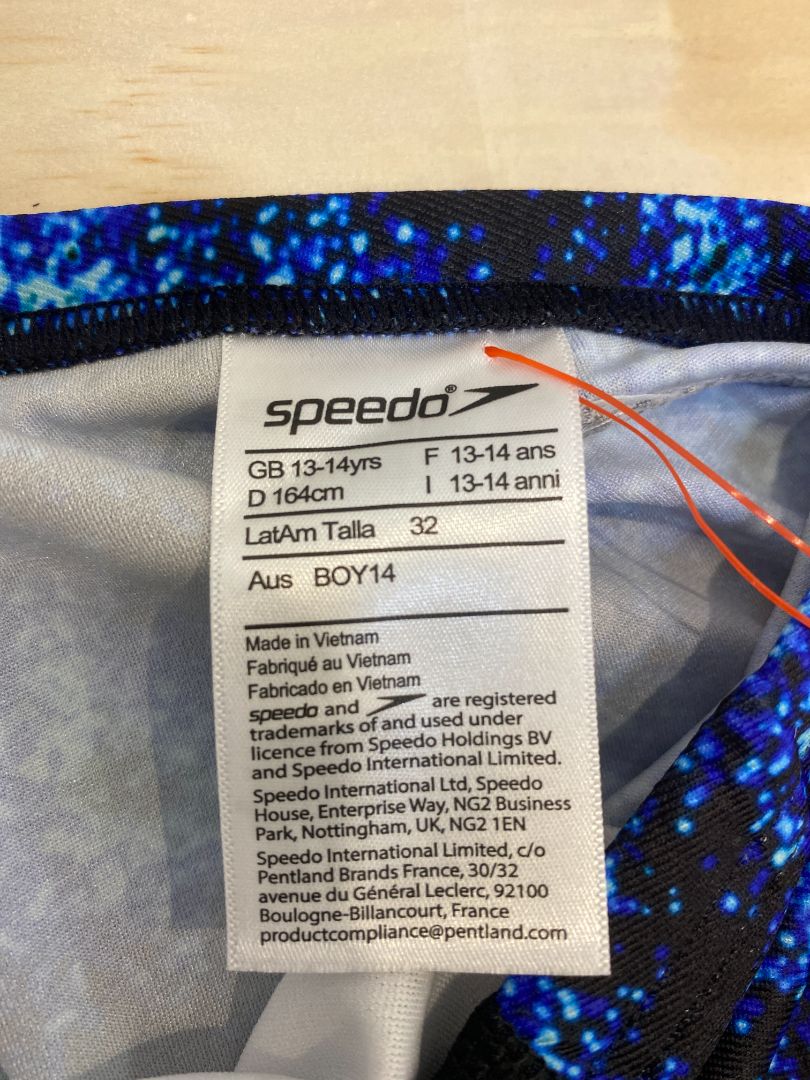 speedo®
GB 13-14yrs F 13-14 ans
D 164cm I 13-14 anni
LatAm Talla 32
Aus BOY14
Made in Vietnam
Fabriqué au Vietnam
Fabricado en Vietnam
speedo and are registered
trademarks of and used under
licence from Speedo Holdings BV
and Speedo International Limited.
Speedo International Ltd, Speedo
House, Enterprise Way, NG2 Business
Park, Nottingham, UK, NG2 1EN
Speedo International Limited, c/o
Pentland Brands France, 30/32
avenue du Général Leclerc, 92100
Boulogne-Billancourt, France
productcompliance@pentland.com